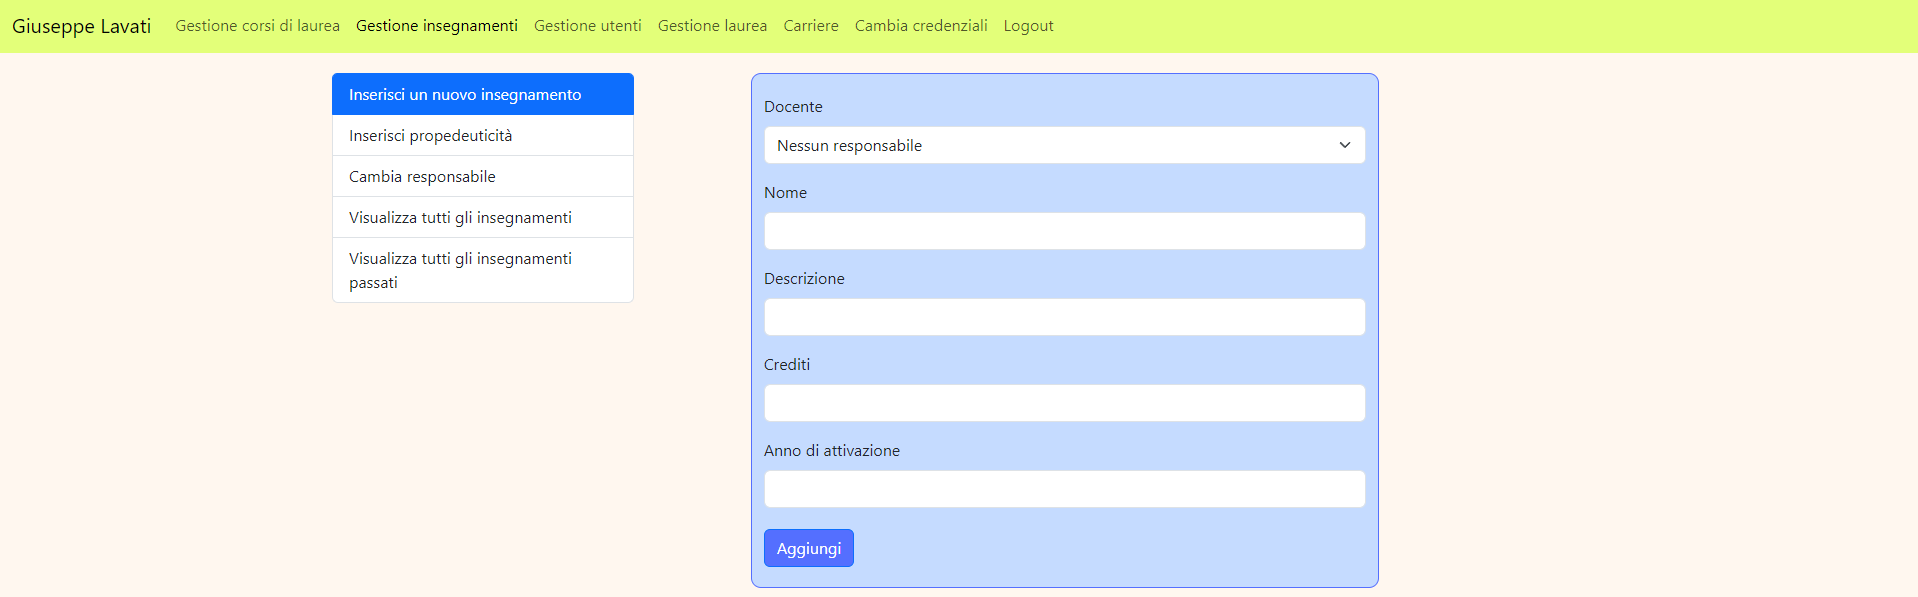 Giuseppe Lavati Gestione corsi di laurea Gestione insegnamenti Gestione utenti Gestione laurea Carriere Cambia credenziali Logout
Inserisci un nuovo insegnamento
Inserisci propedeuticità
Cambia responsabile
Visualizza tutti gli insegnamenti
Visualizza tutti gli insegnamenti
passati
Docente
Nessun responsabile
Nome
Descrizione
Crediti
Anno di attivazione
Aggiungi